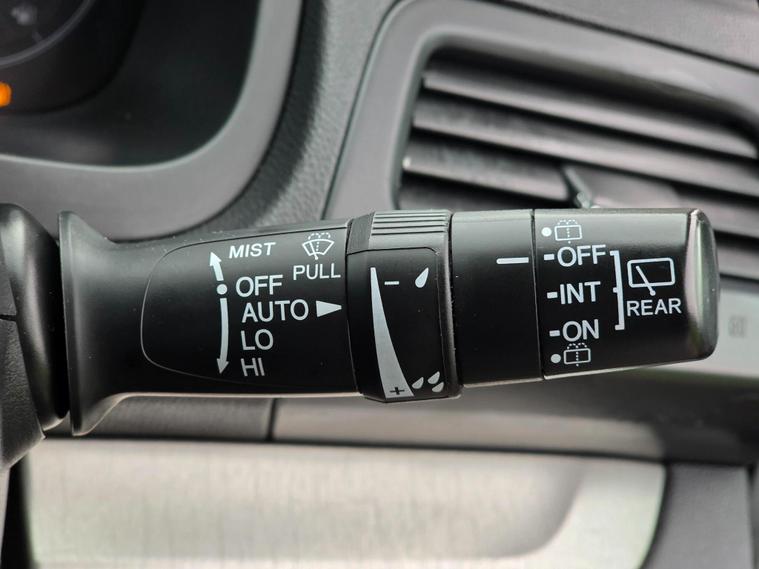 MIST
PULL
OFF
AUTO
LO
HI
- 
+
-OFF
-INT
-ON
REAR